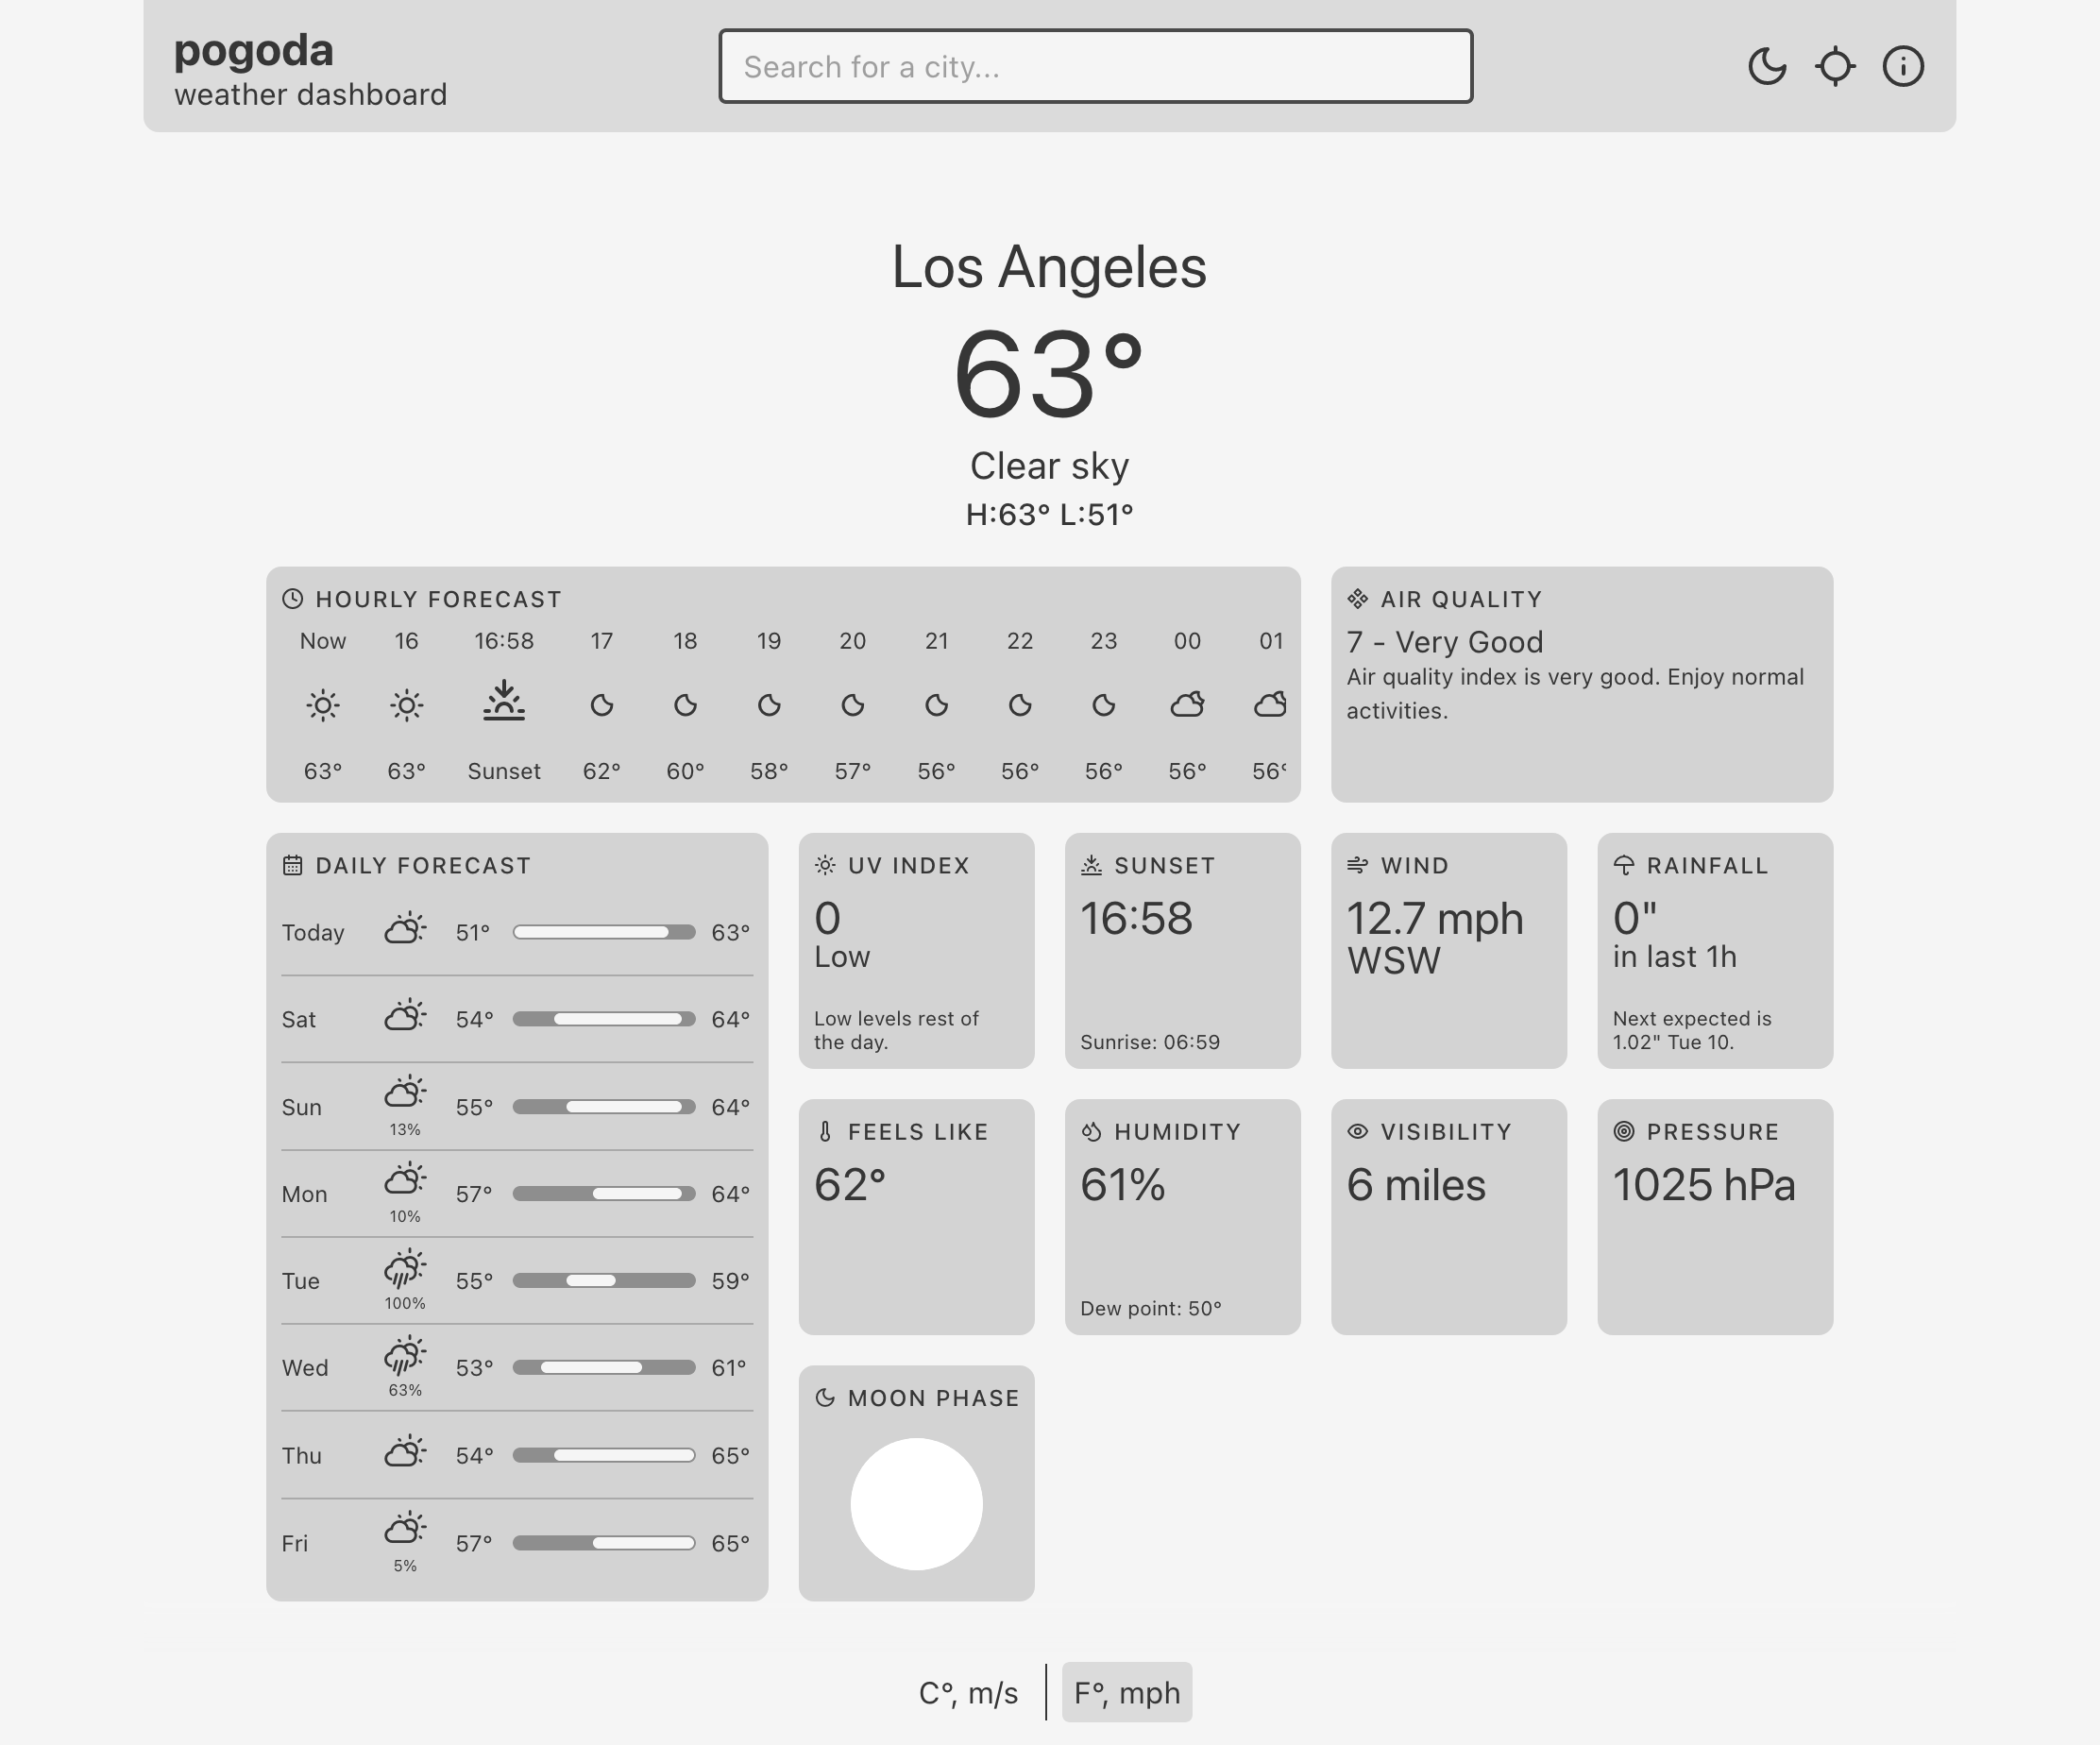 pogoda
weather dashboard
Search for a city...
Los Angeles
63°
Clear sky
H:63° L:51°
HOURLY FORECAST
Now 16 16:58 17 18 19 20 21 22 23 00 01
63° 63° Sunset 62° 60° 58° 57° 56° 56° 56° 56° 56°
AIR QUALITY
7 - Very Good
Air quality index is very good. Enjoy normal
activities.
DAILY FORECAST
Today 51° 63°
Sat 54° 64°
Sun 13% 55° 64°
Mon 10% 57° 64°
Tue 100% 55° 59°
Wed 63% 53° 61°
Thu 54° 65°
Fri 5% 57° 65°
UV INDEX
0
Low
Low levels rest of
the day.
SUNSET
16:58
Sunrise: 06:59
WIND
12.7 mph
WSW
RAINFALL
0"
in last 1h
Next expected is
1.02" Tue 10.
FEELS LIKE
62°
HUMIDITY
61%
Dew point: 50°
VISIBILITY
6 miles
PRESSURE
1025 hPa
MOON PHASE
C°, m/s F°, mph